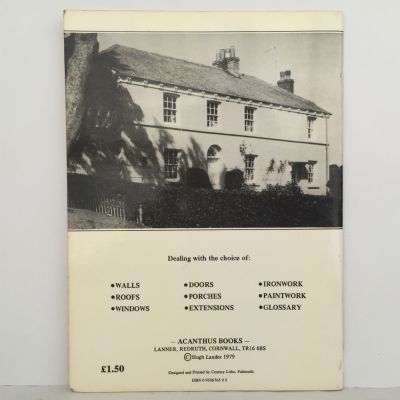 Dealing with the choice of:
●WALLS ●DOORS ●IRONWORK
●ROOFS ●PORCHES ●PAINTWORK
●WINDOWS ●EXTENSIONS ●GLOSSARY
— ACANTHUS BOOKS —
LANNER, REDRUTH, CORNWALL, TR16 6BS
©Hugh Lander 1979
£1.50
Designed and Printed by Century Litho, Falmouth.
ISBN